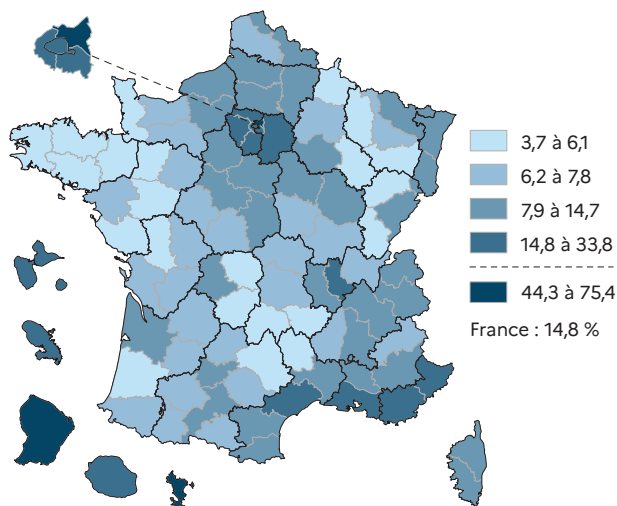 3,7 à 6,1
6,2 à 7,8
7,9 à 14,7
14,8 à 33,8
44,3 à 75,4
France : 14,8 %